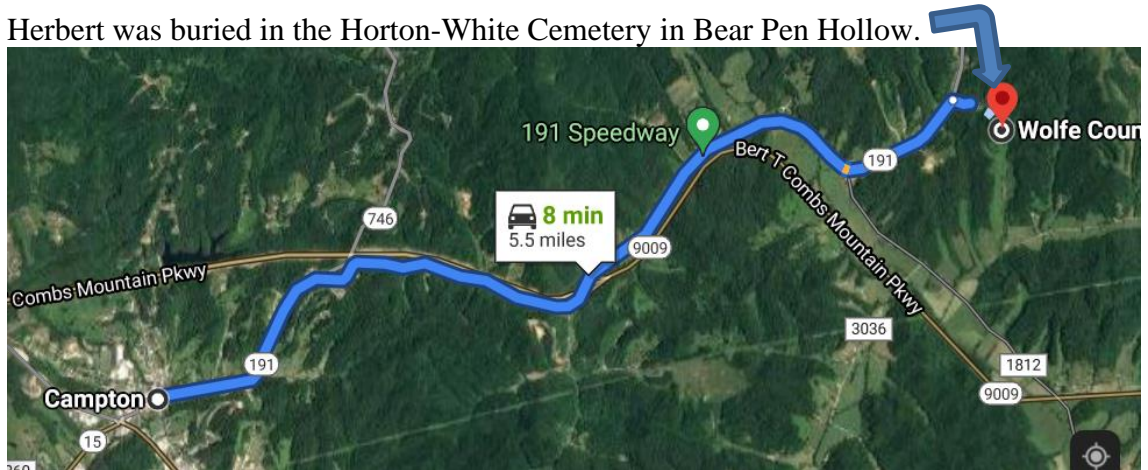 Herbert was buried in the Horton-White Cemetery in Bear Pen Hollow.
191 Speedway
Wolfe Coun
Bert T Combs Mountain Pkwy
191
746
8 min
5.5 miles
9009
Combs Mountain Pkwy
3036
191
1812
Campton
9009
15